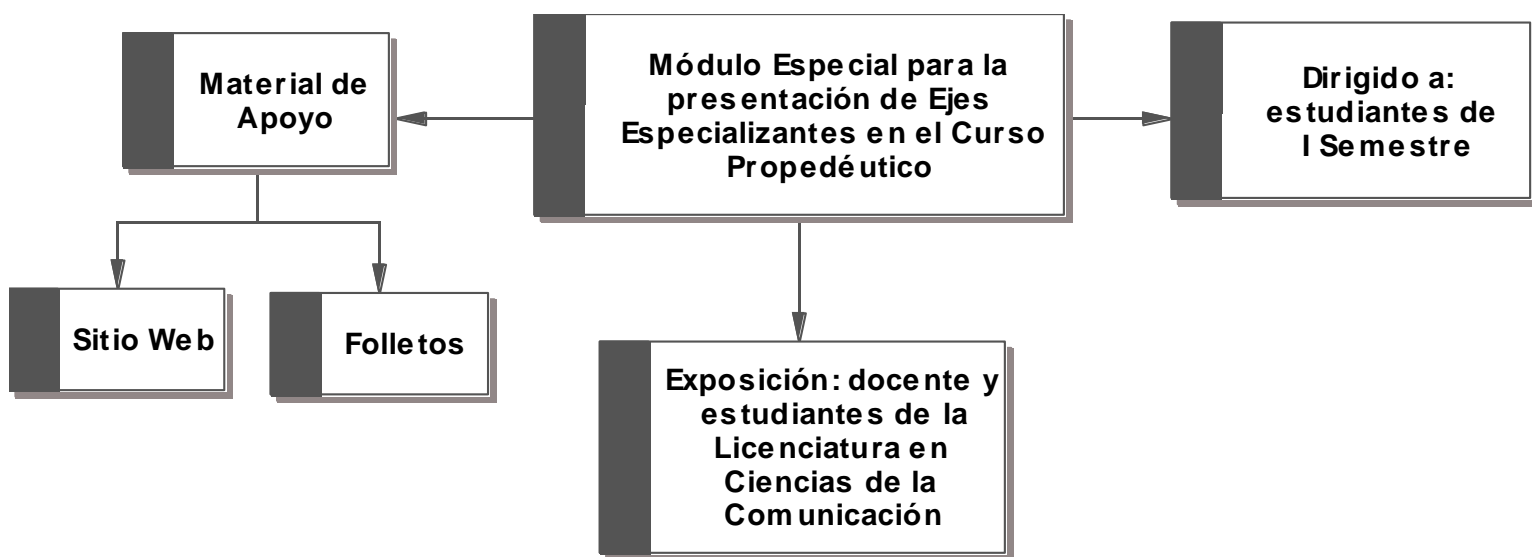 Material de
Apoyo
Módulo Especial para la
presentación de Ejes
Especializantes en el Curso
Propedéutico
Dirigido a:
estudiantes de
I Semestre
Sitio Web
Folletos
Exposición: docente y
estudiantes de la
Licenciatura en
Ciencias de la
Comunicación